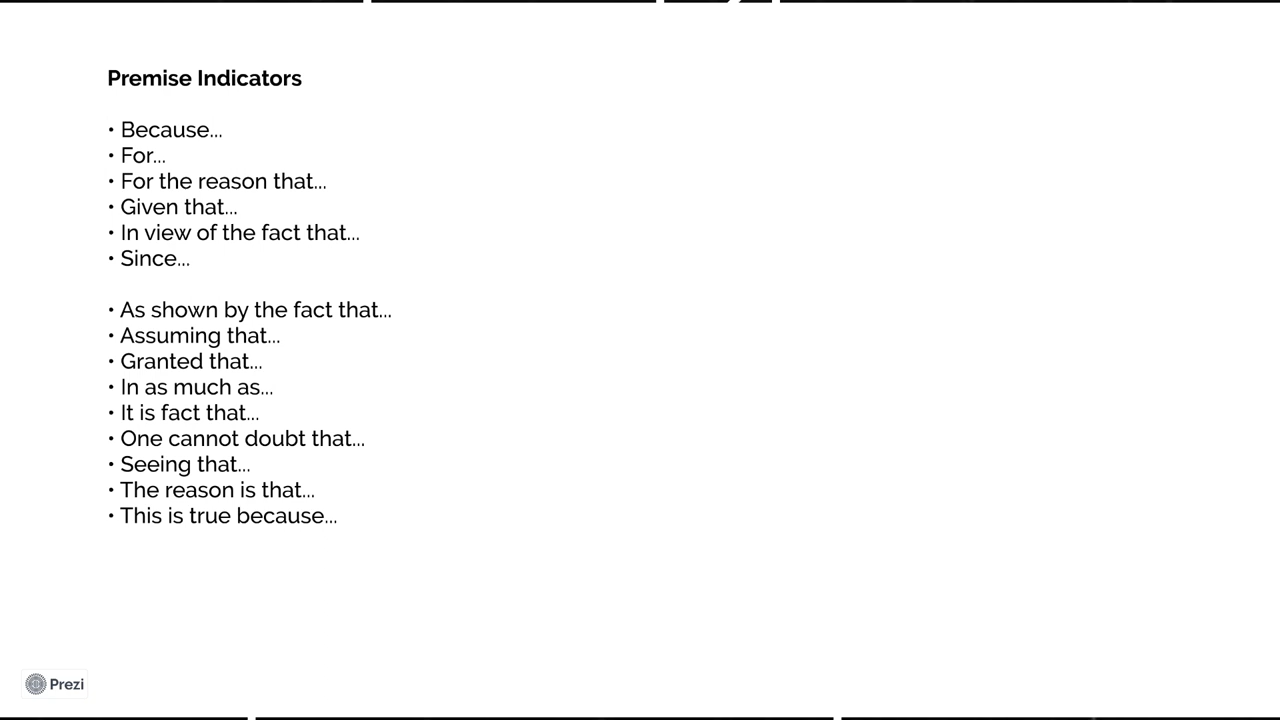 Premise Indicators
• Because...
• For...
• For the reason that...
• Given that...
• In view of the fact that...
• Since...
• As shown by the fact that...
• Assuming that...
• Granted that...
• In as much as...
• It is fact that...
• One cannot doubt that...
• Seeing that...
• The reason is that...
• This is true because...
Prezi